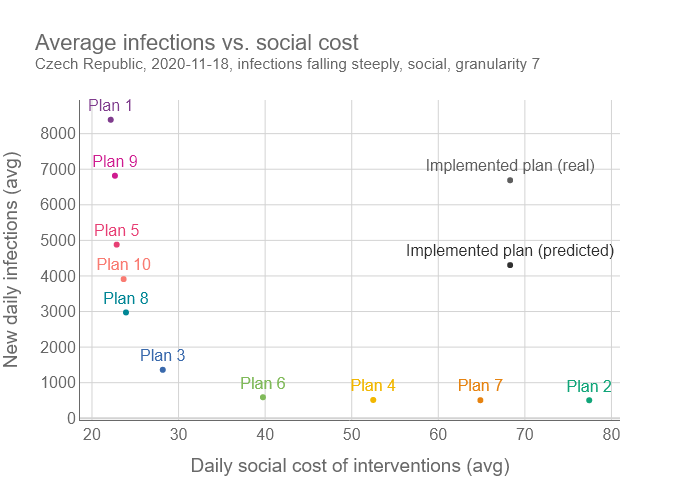 Average infections vs. social cost
Czech Republic, 2020-11-18, infections falling steeply, social, granularity 7
New daily infections (avg)
8000
7000
6000
5000
4000
3000
2000
1000
0
Plan 1
Plan 9
Implemented plan (real)
Plan 5
Implemented plan (predicted)
Plan 10
Plan 8
Plan 3
Plan 6
Plan 4
Plan 7
Plan 2
20
30
40
50
60
70
80
Daily social cost of interventions (avg)